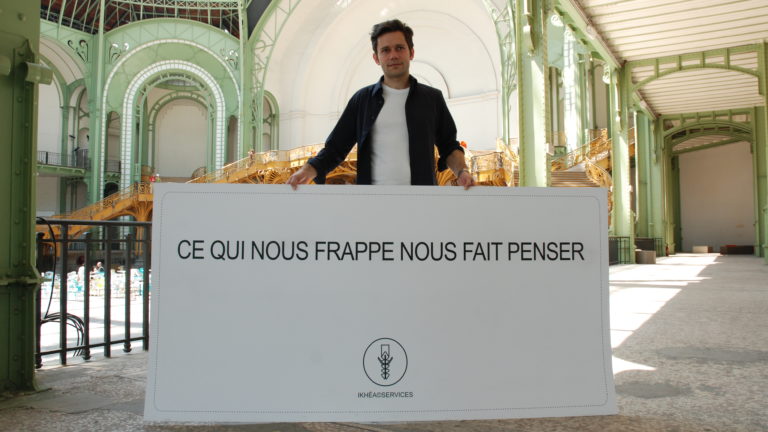 CE QUI NOUS FRAPPE NOUS FAIT PENSER
IKHÉA©SERVICES